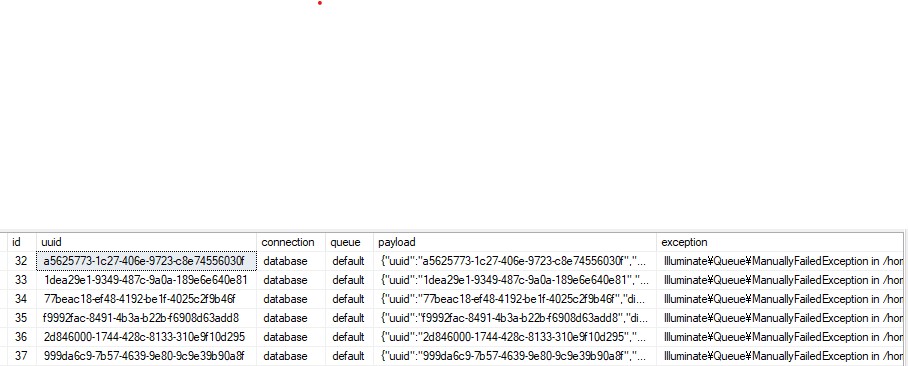 id uuid connection queue payload exception
32 a5625773-1c27-406e-9723-c8e74556030f database default {"uuid":"a5625773-1c27-406e-9723-c8e74556030f","... Illuminate¥Queue¥ManuallyFailedException in /hor
33 1dea29e1-9349-487c-9a0a-189e6e640e81 database default {"uuid":"1dea29e1-9349-487c-9a0a-189e6e640e81","... Illuminate¥Queue¥ManuallyFailedException in /hor
34 77beac18-ef48-4192-be1f-4025c2f9b46f database default {"uuid":"77beac18-ef48-4192-be1f-4025c2f9b46f","di... Illuminate¥Queue¥ManuallyFailedException in /hor
35 f9992fac-8491-4b3a-b22b-f6908d63add8 database default {"uuid":"f9992fac-8491-4b3a-b22b-f6908d63add8","di... Illuminate¥Queue¥ManuallyFailedException in /hor
36 2d846000-1744-428c-8133-310e9f10d295 database default {"uuid":"2d846000-1744-428c-8133-310e9f10d295","... Illuminate¥Queue¥ManuallyFailedException in /hor
37 999da6c9-7b57-4639-9e80-9c9e39b90a8f database default {"uuid":"999da6c9-7b57-4639-9e80-9c9e39b90a8f","... Illuminate¥Queue¥ManuallyFailedException in /hor